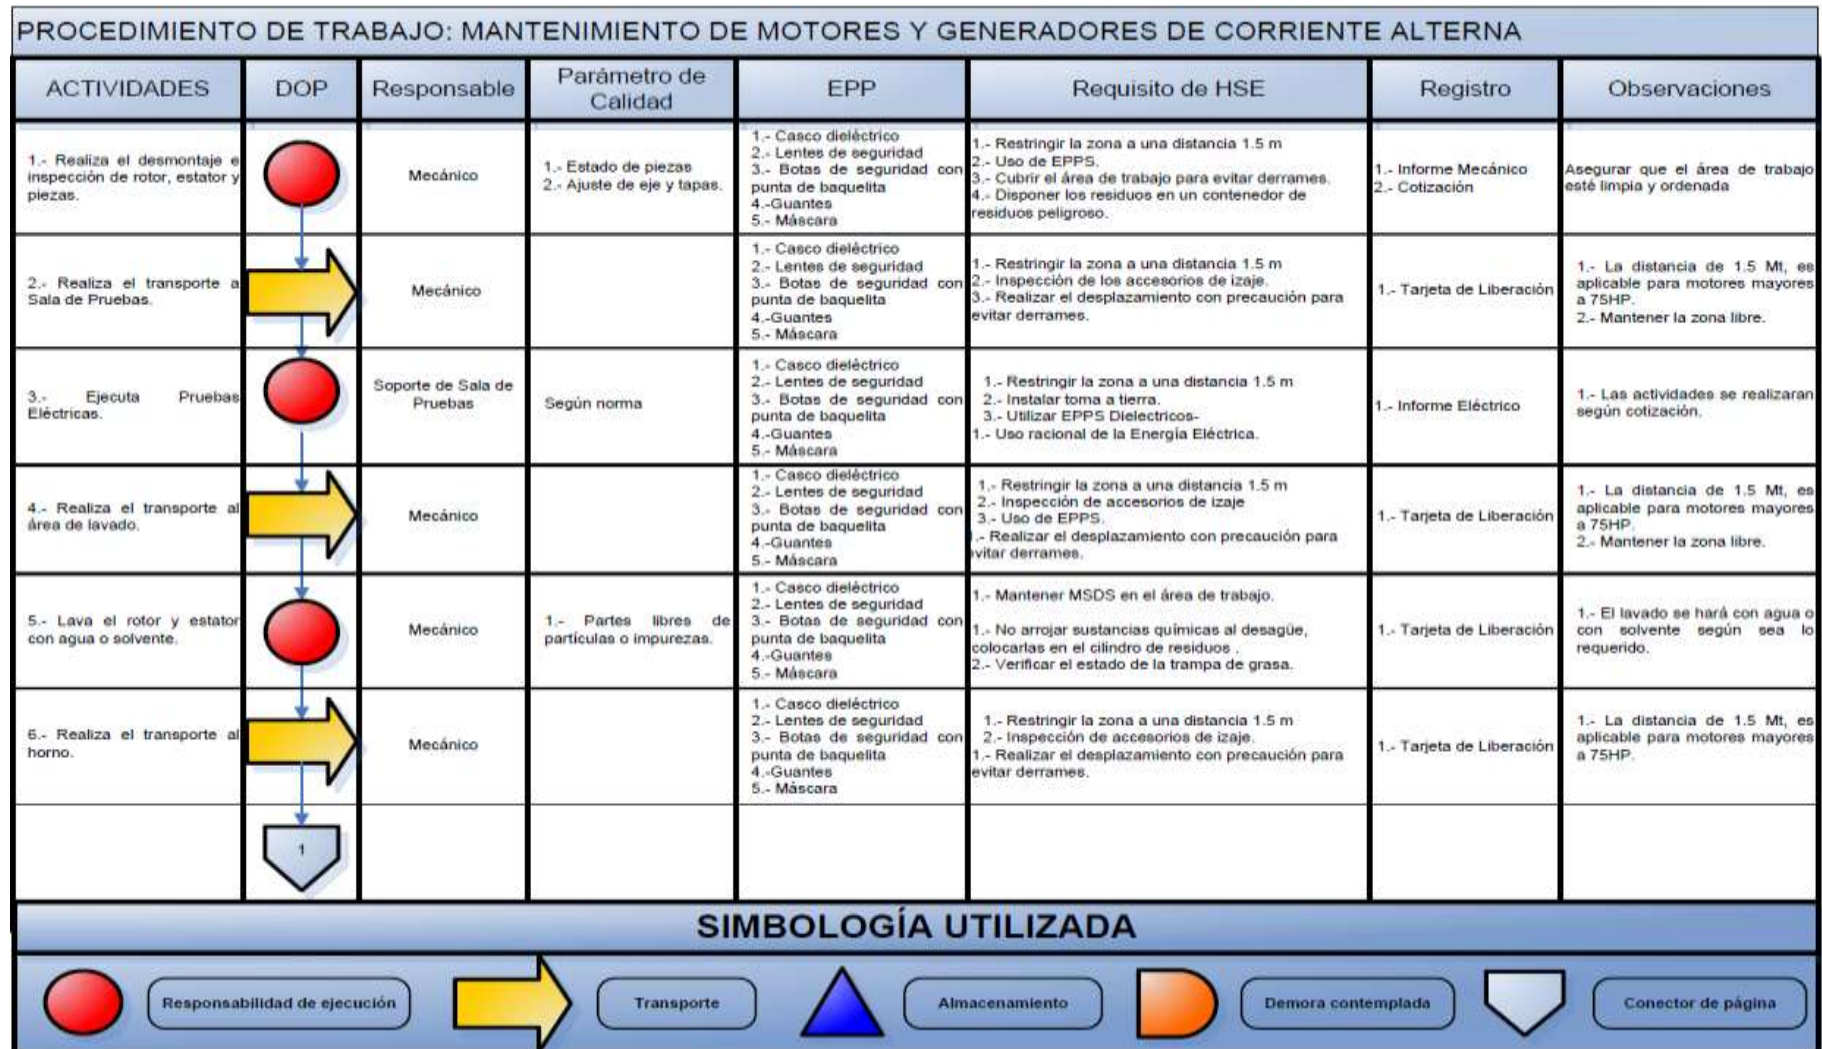 PROCEDIMIENTO DE TRABAJO: MANTENIMIENTO DE MOTORES Y GENERADORES DE CORRIENTE ALTERNA
ACTIVIDADES
DOP
Responsable
Parámetro de
Calidad
EPP
Requisito de HSE
Registro
Observaciones
1.- Realiza el desmontaje e
inspección de rotor, estator y
piezas.
Mecánico
1.- Estado de piezas
2.- Ajuste de eje y tapas.
1.- Casco dieléctrico
2.- Lentes de seguridad
3.- Botas de seguridad con
punta de baquelita
4.-Guantes
5.- Máscara
1.- Restringir la zona a una distancia 1.5 m
2.- Uso de EPPS.
3.- Cubrir el área de trabajo para evitar derrames.
4.- Disponer los residuos en un contenedor de
residuos peligroso.
1.- Informe Mecánico
2.- Cotización
Asegurar que el área de trabajo
esté limpia y ordenada
2.- Realiza el transporte a
Sala de Pruebas.
Mecánico
1.- Casco dieléctrico
2.- Lentes de seguridad
3.- Botas de seguridad con
punta de baquelita
4.-Guantes
5.- Máscara
1.- Restringir la zona a una distancia 1.5 m
2.- Inspección de los accesorios de izaje.
3.- Realizar el desplazamiento con precaución para
evitar derrames.
1.- Tarjeta de Liberación
1.- La distancia de 1.5 Mt, es
aplicable para motores mayores
a 75HP.
2.- Mantener la zona libre.
3.- Ejecuta Pruebas
Eléctricas.
Soporte de Sala de
Pruebas
Según norma
1.- Casco dieléctrico
2.- Lentes de seguridad
3.- Botas de seguridad con
punta de baquelita
4.-Guantes
5.- Máscara
1.- Restringir la zona a una distancia 1.5 m
2.- Instalar toma a tierra.
3.- Utilizar EPPS Dielectricos-
1.- Uso racional de la Energía Eléctrica.
1.- Informe Eléctrico
1.- Las actividades se realizaran
según cotización.
4.- Realiza el transporte al
área de lavado.
Mecánico
1.- Casco dieléctrico
2.- Lentes de seguridad
3.- Botas de seguridad con
punta de baquelita
4.-Guantes
5.- Máscara
1.- Restringir la zona a una distancia 1.5 m
2.- Inspección de accesorios de izaje
3.- Uso de EPPS.
.- Realizar el desplazamiento con precaución para
evitar derrames.
1.- Tarjeta de Liberación
1.- La distancia de 1.5 Mt, es
aplicable para motores mayores
a 75HP.
2.- Mantener la zona libre.
5.- Lava el rotor y estator
con agua o solvente.
Mecánico
1.- Partes libres de
partículas o impurezas.
1.- Casco dieléctrico
2.- Lentes de seguridad
3.- Botas de seguridad con
punta de baquelita
4.-Guantes
5.- Máscara
1.- Mantener MSDS en el área de trabajo.
1.- No arrojar sustancias químicas al desagüe,
colocarlas en el cilindro de residuos .
2.- Verificar el estado de la trampa de grasa.
1.- Tarjeta de Liberación
1.- El lavado se hará con agua o
con solvente según sea lo
requerido.
6.- Realiza el transporte al
horno.
Mecánico
1.- Casco dieléctrico
2.- Lentes de seguridad
3.- Botas de seguridad con
punta de baquelita
4.-Guantes
5.- Máscara
1.- Restringir la zona a una distancia 1.5 m
2.- Inspección de accesorios de izaje.
1.- Realizar el desplazamiento con precaución para
evitar derrames.
1.- Tarjeta de Liberación
1.- La distancia de 1.5 Mt, es
aplicable para motores mayores
a 75HP.
1
SIMBOLOGÍA UTILIZADA
Responsabilidad de ejecución
Transporte
Almacenamiento
Demora contemplada
Conector de página